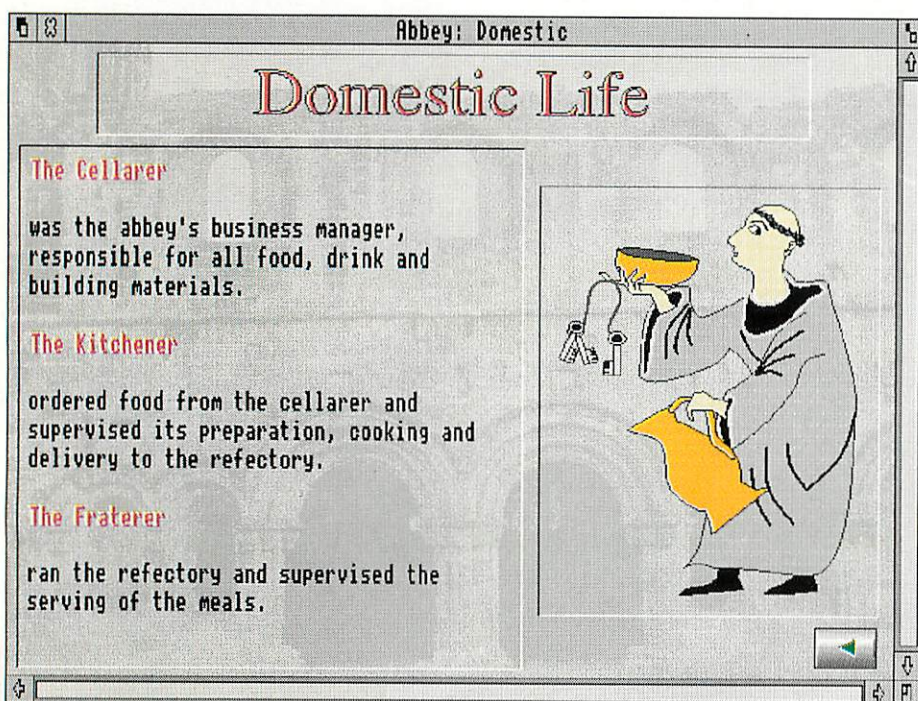 Abbey: Domestic
Domestic Life
The Cellarer
was the abbey's business manager,
responsible for all food, drink and
building materials.
The Kitchener
ordered food from the cellarer and
supervised its preparation, cooking and
delivery to the refectory.
The Fraterer
ran the refectory and supervised the
serving of the meals.